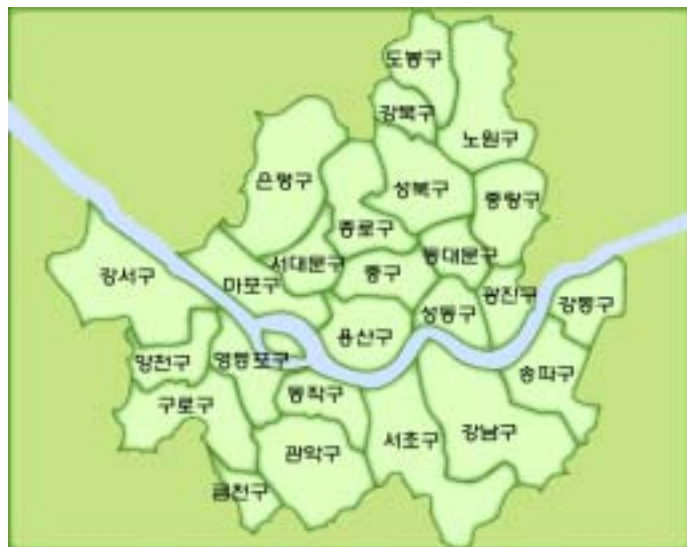 도봉구
강북구
노원구
은평구
성북구
중랑구
종로구
서대문구
동대문구
중구
강서구
마포구
광진구
강동구
성동구
용산구
양천구
영등포구
송파구
동작구
구로구
강남구
서초구
관악구
금천구